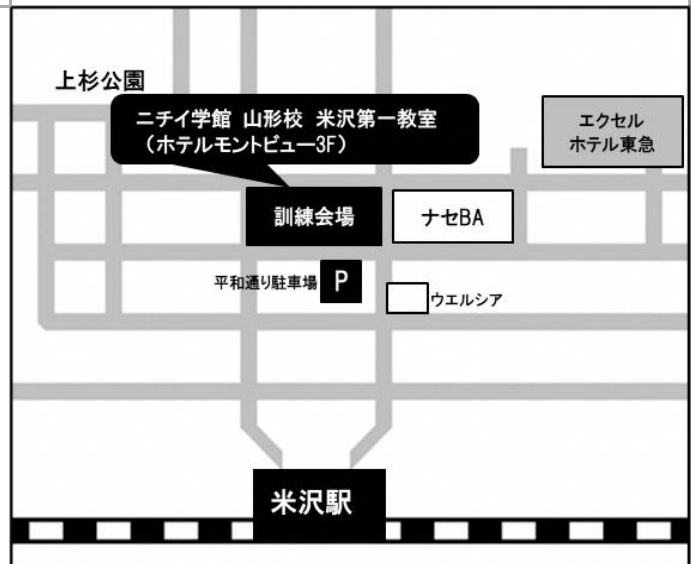 上杉公園
ニチイ学館 山形校 米沢第一教室
（ホテルモントビュー3F）
エクセル
ホテル東急
訓練会場
ナセBA
平和通り駐車場
P
ウエルシア
米沢駅